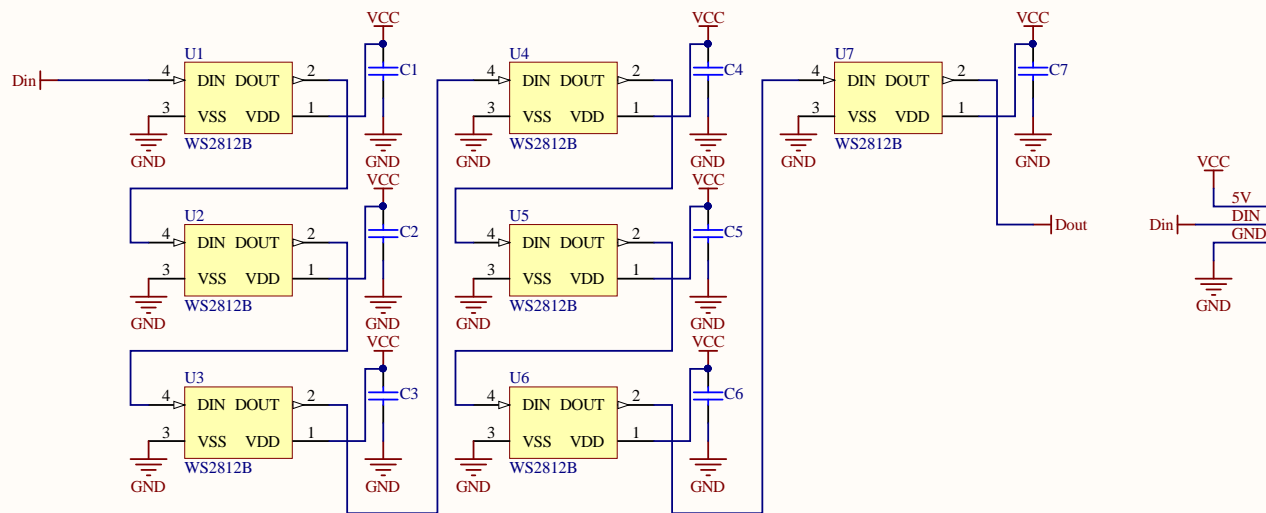 VCC VCC VCC
U1 U4 U7
Din 4 DIN DOUT 2 C1 4 DIN DOUT 2 C4 4 DIN DOUT 2 C7
3 VSS VDD 1 3 VSS VDD 1 3 VSS VDD 1
GND WS2812B GND GND WS2812B GND GND WS2812B GND
VCC VCC VCC
U2 U5 5V
4 DIN DOUT 2 C2 4 DIN DOUT 2 C5 Dout Din DIN
GND
3 VSS VDD 1 3 VSS VDD 1
GND WS2812B GND GND WS2812B GND GND
VCC VCC
U3 U6
4 DIN DOUT 2 C3 4 DIN DOUT 2 C6
3 VSS VDD 1 3 VSS VDD 1
GND WS2812B GND GND WS2812B GND